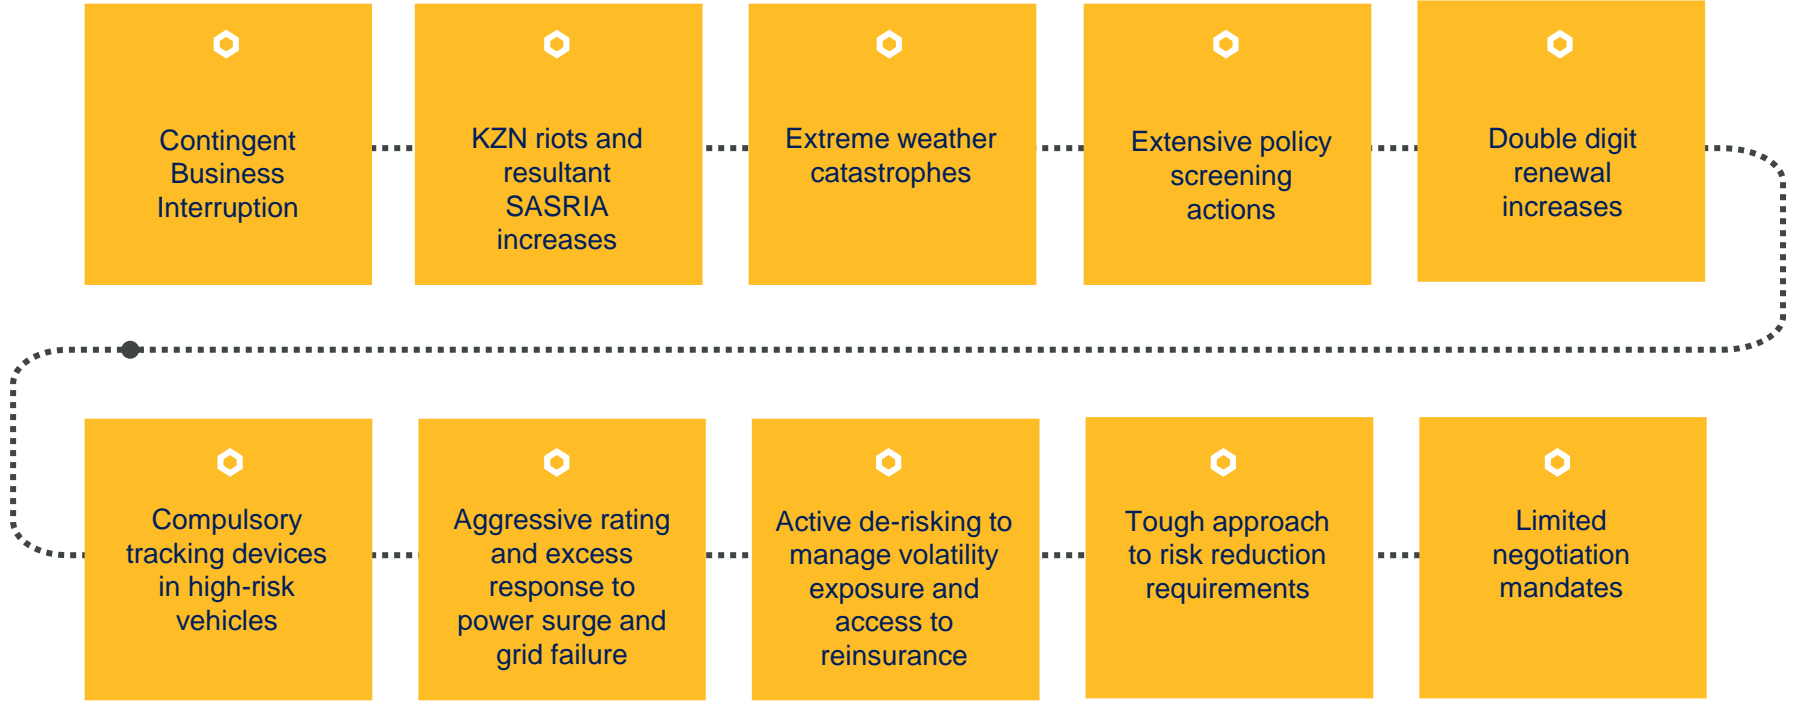 Contingent
Business
Interruption
KZN riots and
resultant
SASRIA
increases
Extreme weather
catastrophes
Extensive policy
screening
actions
Double digit
renewal
increases
Compulsory
tracking devices
in high-risk
vehicles
Aggressive rating
and excess
response to
power surge and
grid failure
Active de-risking to
manage volatility
exposure and
access to
reinsurance
Tough approach
to risk reduction
requirements
Limited
negotiation
mandates